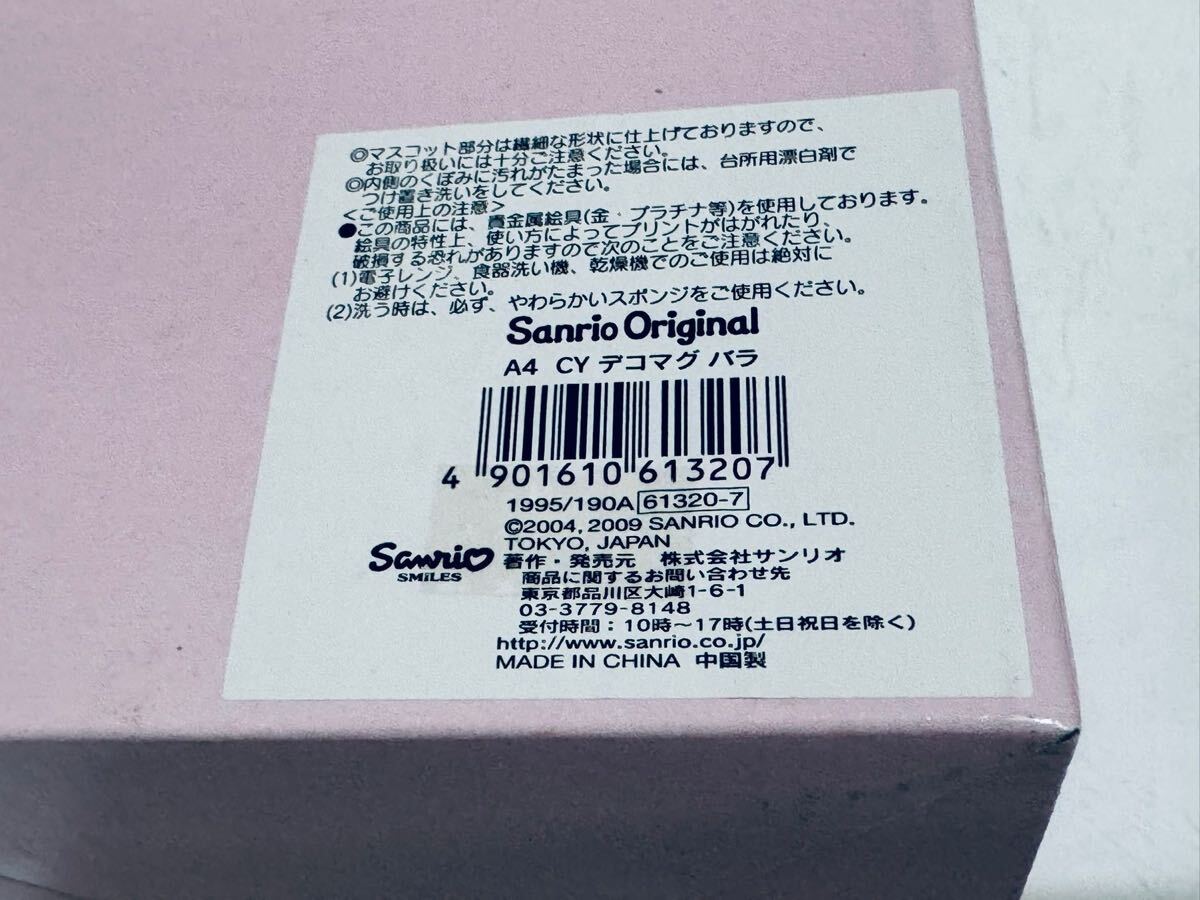 ◎マスコット部分は繊細な形状に仕上げておりますので、
お取り扱いには十分ご注意ください。
◎内側のくぼみに汚れがたまった場合には、台所用漂白剤で
つけ置き洗いをしてください。
<ご使用上の注意>
●この商品には、貴金属絵具(金・プラチナ等)を使用しております。
絵具の特性上、使い方によってプリントがはがれたり、
破損する恐れがありますので次のことをご注意ください。
(1)電子レンジ、食器洗い機、乾燥機でのご使用は絶対に
お避けください。
(2)洗う時は、必ず、やわらかいスポンジをご使用ください。
Sanrio Original
A4 CY デコマグ バラ
4 901610 613207
1995/190A 61320-7
©2004, 2009 SANRIO CO., LTD.
TOKYO, JAPAN
Sanrio
SMILES
著作・発売元 株式会社サンリオ
商品に関するお問い合わせ先
東京都品川区大崎1-6-1
03-3779-8148
受付時間：10時～17時(土日祝日を除く)
http://www.sanrio.co.jp/
MADE IN CHINA 中国製